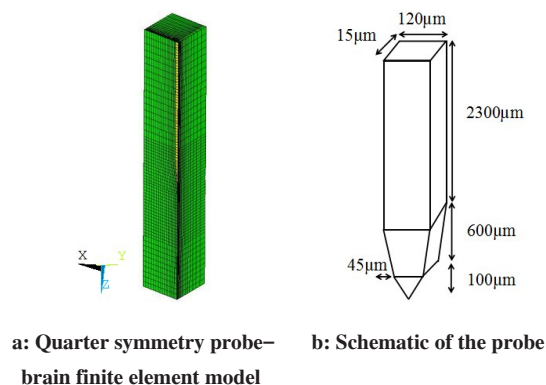 120µm
15µm
2300µm
600µm
45µm
100µm
X
Y
Z
a: Quarter symmetry probe–
brain finite element model
b: Schematic of the probe